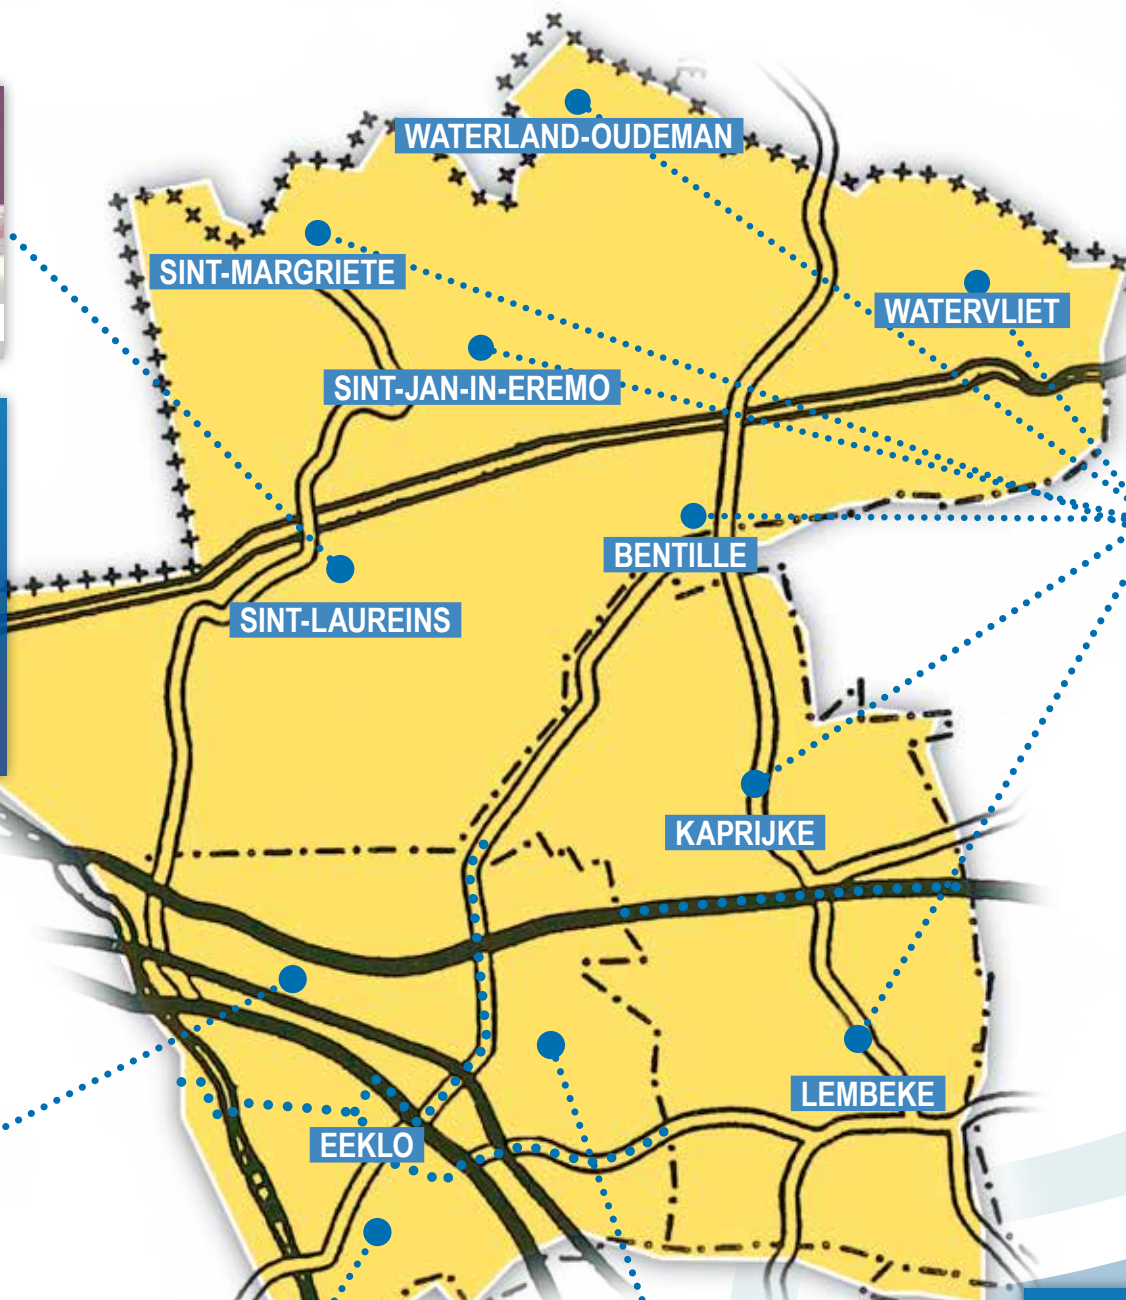 WATERLAND-OUDEMAN
SINT-MARGRIETE
WATERVLIET
SINT-JAN-IN-EREMO
BENTILLE
SINT-LAUREINS
KAPRIJKE
LEMBEKE
EEKLO